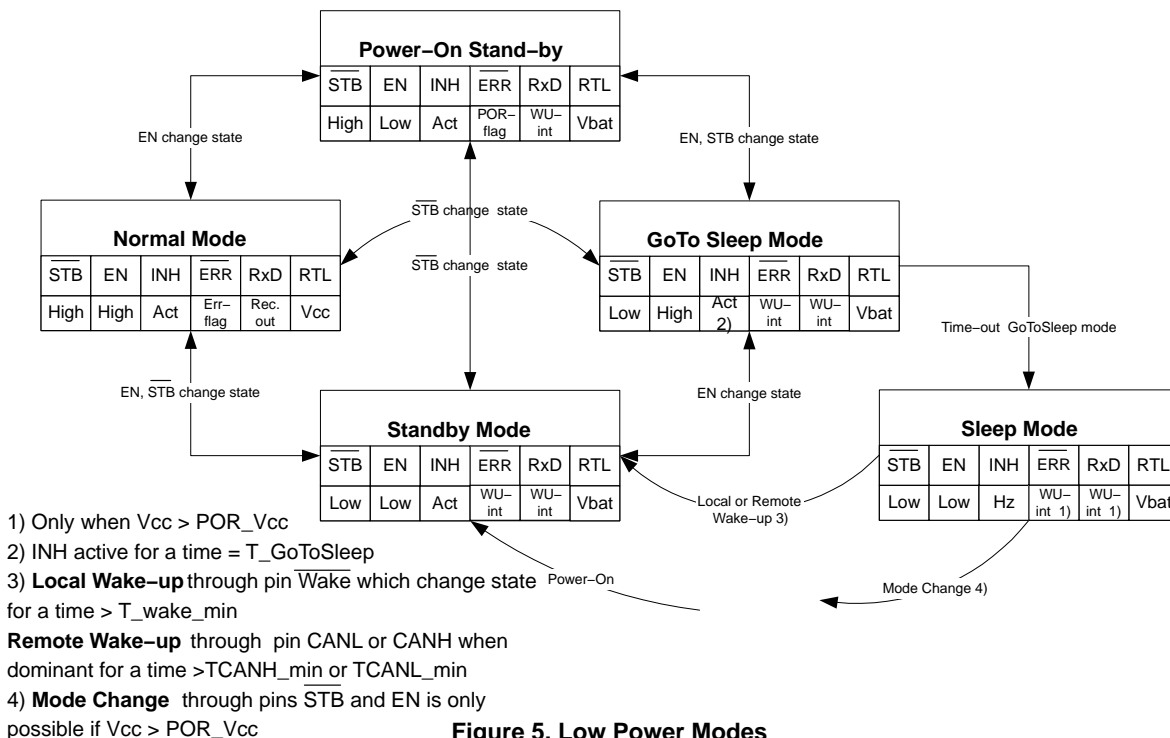 Power–On Stand–by
STB EN INH ERR RxD RTL
High Low Act POR–flag WU–int Vbat
EN change state
EN, STB change state
STB change state
STB change state
Normal Mode
STB EN INH ERR RxD RTL
High High Act Err–flag Rec. out Vcc
GoTo Sleep Mode
STB EN INH ERR RxD RTL
Low High Act 2) WU–int WU–int Vbat
Time–out GoToSleep mode
EN, STB change state
EN change state
Standby Mode
STB EN INH ERR RxD RTL
Low Low Act WU–int WU–int Vbat
Sleep Mode
STB EN INH ERR RxD RTL
Low Low Hz WU–int 1) WU–int 1) Vbat
Local or Remote
Wake–up 3)
Power–On
Mode Change 4)
1) Only when Vcc > POR_Vcc
2) INH active for a time = T_GoToSleep
3) Local Wake–up through pin Wake which change state
for a time > T_wake_min
Remote Wake–up through pin CANL or CANH when
dominant for a time >TCANH_min or TCANL_min
4) Mode Change through pins STB and EN is only
possible if Vcc > POR_Vcc
Figure 5. Low Power Modes